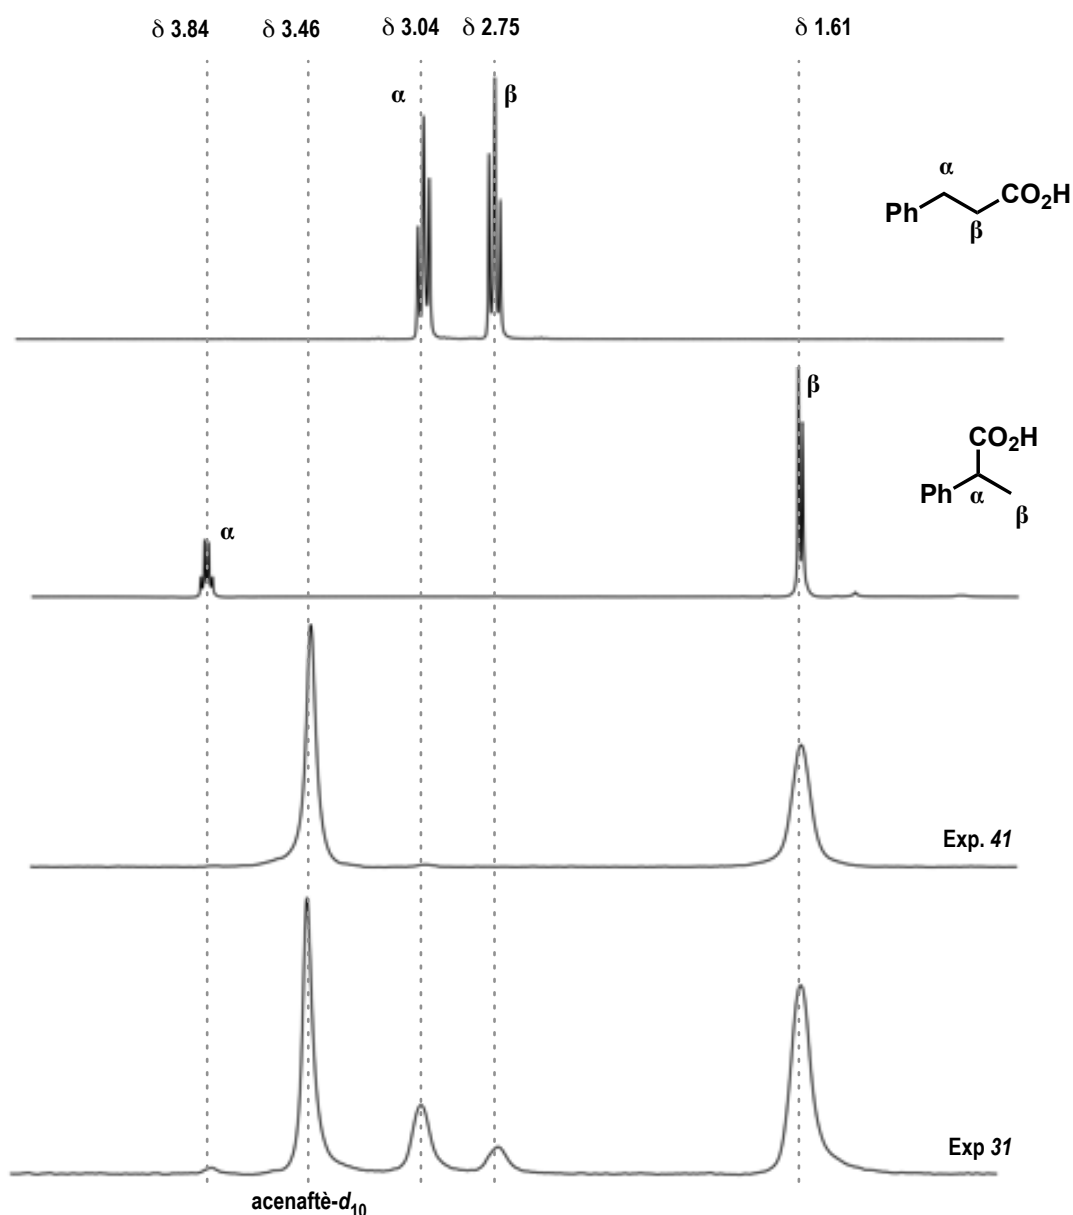 δ 3.84 δ 3.46 δ 3.04 δ 2.75 δ 1.61
α β
α
Ph CO₂H
β
β
CO₂H
Ph α
β
α
Exp. 41
Exp 31
acenaftè-d₁₀